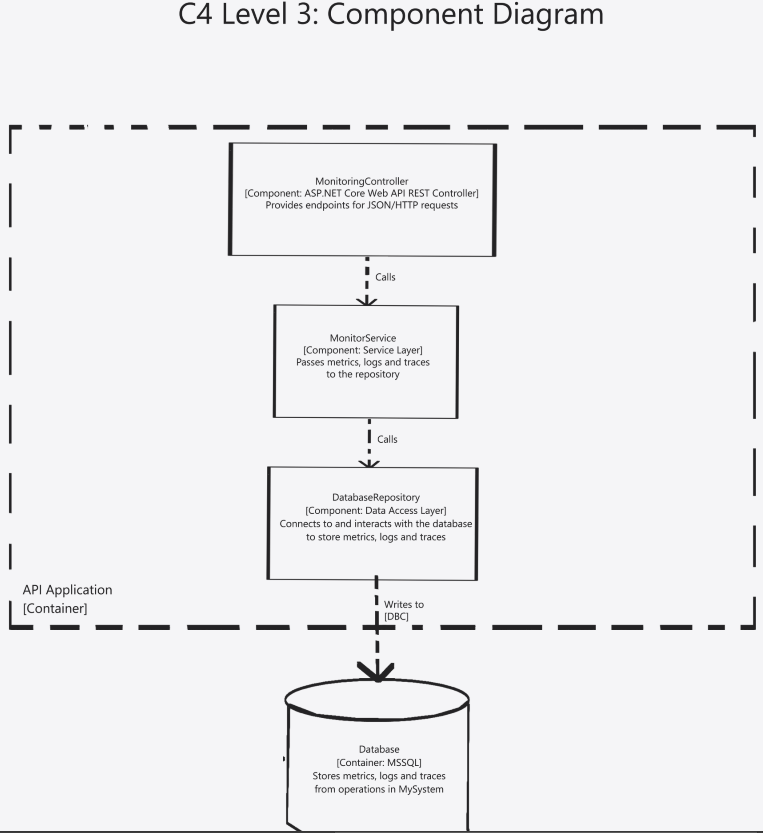 C4 Level 3: Component Diagram
MonitoringController
[Component: ASP.NET Core Web API REST Controller]
Provides endpoints for JSON/HTTP requests
Calls
MonitorService
[Component: Service Layer]
Passes metrics, logs and traces
to the repository
Calls
DatabaseRepository
[Component: Data Access Layer]
Connects to and interacts with the database
to store metrics, logs and traces
API Application
[Container]
Writes to
[DBC]
Database
[Container: MSSQL]
Stores metrics, logs and traces
from operations in MySystem